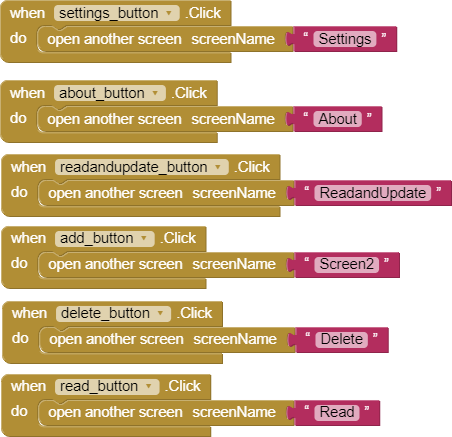 when settings_button .Click
do open another screen screenName " Settings "
when about_button .Click
do open another screen screenName " About "
when readandupdate_button .Click
do open another screen screenName " ReadandUpdate "
when add_button .Click
do open another screen screenName " Screen2 "
when delete_button .Click
do open another screen screenName " Delete "
when read_button .Click
do open another screen screenName " Read "